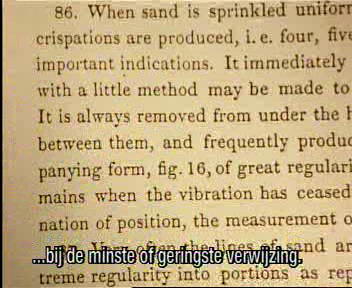 86. When sand is sprinkled uniform
crispations are produced, i. e. four, five
important indications. It immediately
with a little method may be made to
It is always removed from under the h
between them, and frequently produc
panying form, fig. 16, of great regulari
mains when the vibration has ceased
nation of position, the measurement o
Very often the lines of sand ar
...bij de minste of geringste verwijzing.
treme regularity into portions as rep